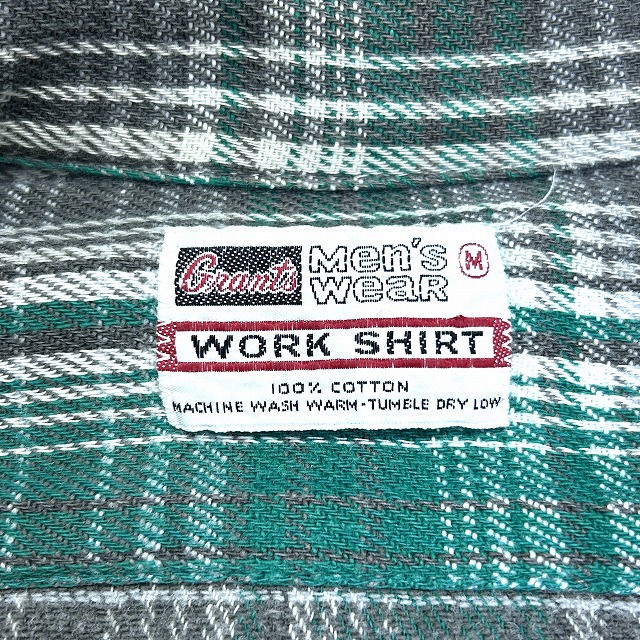 Grants Men's M
Wear
WORK SHIRT
100% COTTON
MACHINE WASH WARM-TUMBLE DRY LOW